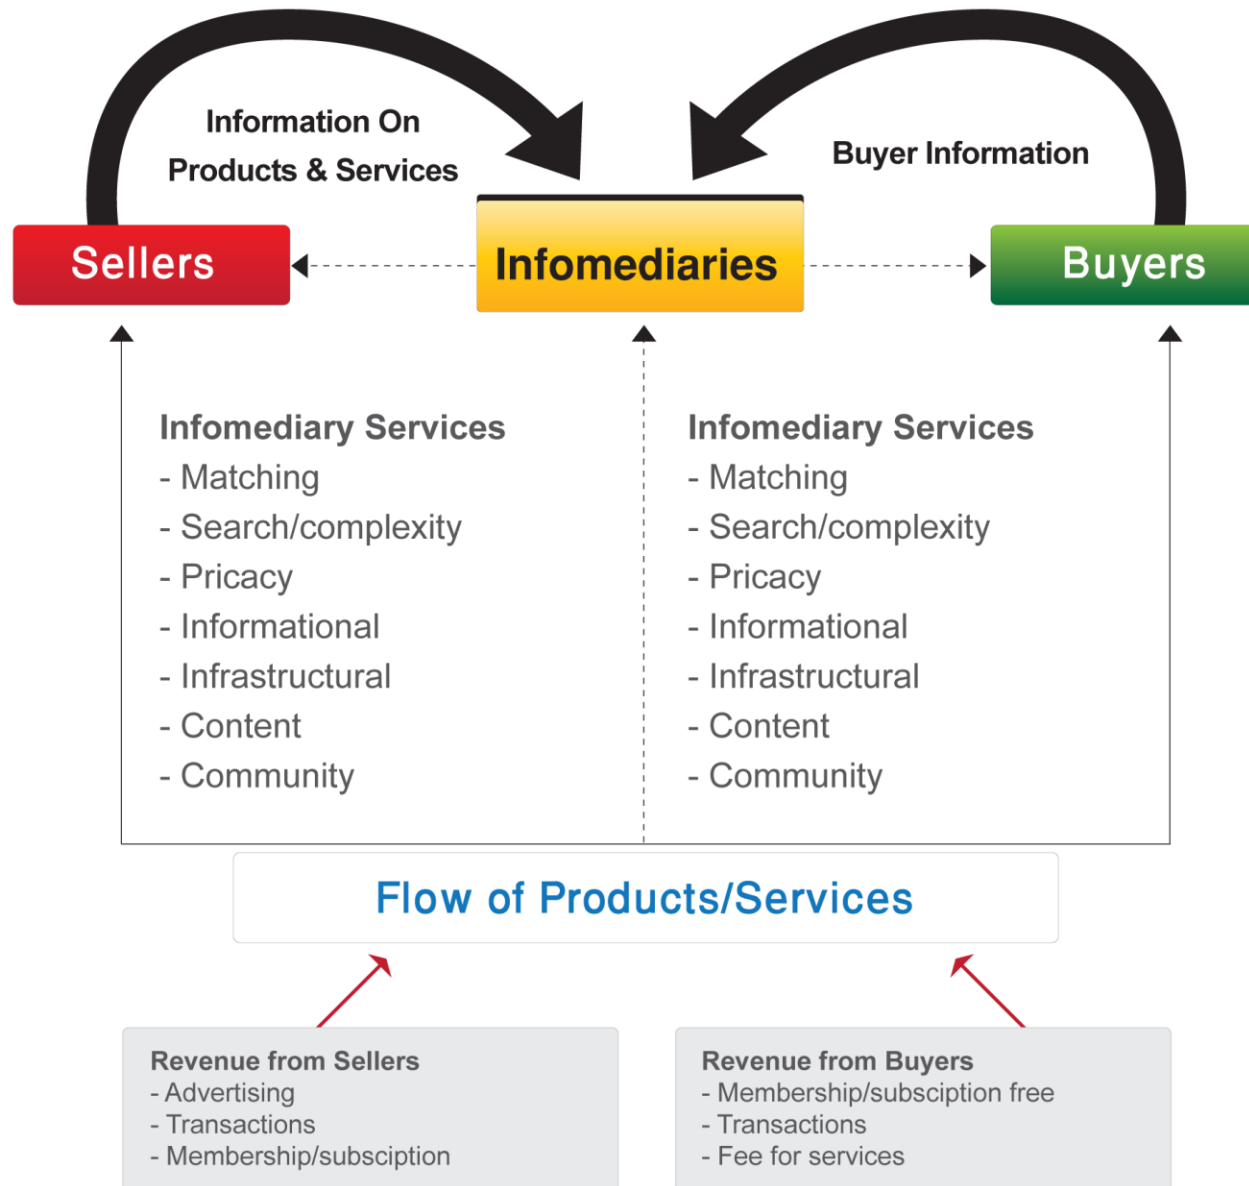 Information On
Products & Services
Buyer Information
Sellers
Infomediaries
Buyers
Infomediary Services
- Matching
- Search/complexity
- Pricacy
- Informational
- Infrastructural
- Content
- Community
Infomediary Services
- Matching
- Search/complexity
- Pricacy
- Informational
- Infrastructural
- Content
- Community
Flow of Products/Services
Revenue from Sellers
- Advertising
- Transactions
- Membership/subsciption
Revenue from Buyers
- Membership/subsciption free
- Transactions
- Fee for services